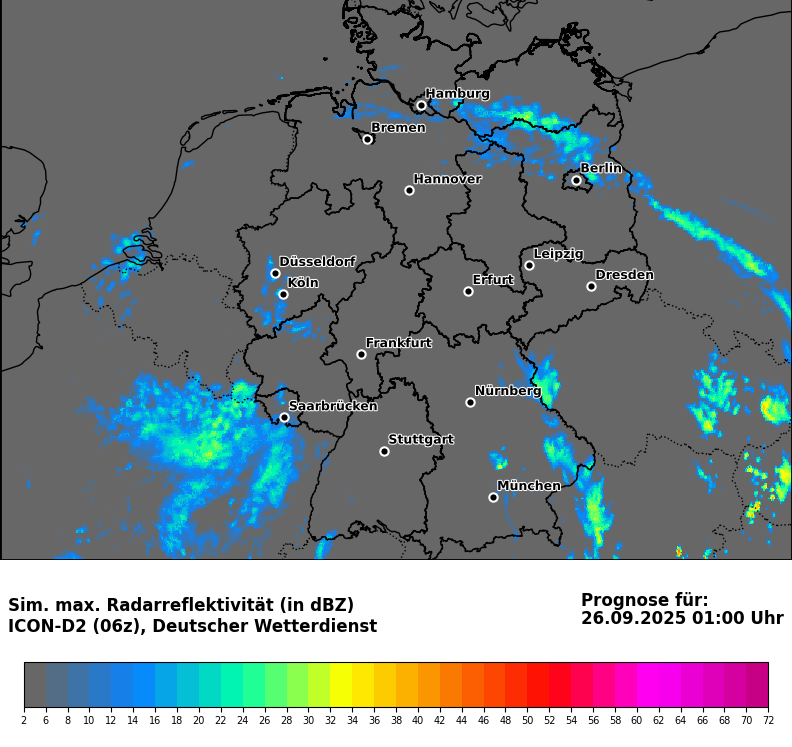 Hamburg
Bremen
Berlin
Hannover
Leipzig
Düsseldorf
Dresden
Erfurt
Köln
Frankfurt
Nürnberg
Saarbrücken
Stuttgart
München
Sim. max. Radarreflektivität (in dBZ)
ICON-D2 (06z), Deutscher Wetterdienst
Prognose für:
26.09.2025 01:00 Uhr
2 6 8 10 12 14 16 18 20 22 24 26 28 30 32 34 36 38 40 42 44 46 48 50 52 54 56 58 60 62 64 66 68 70 72